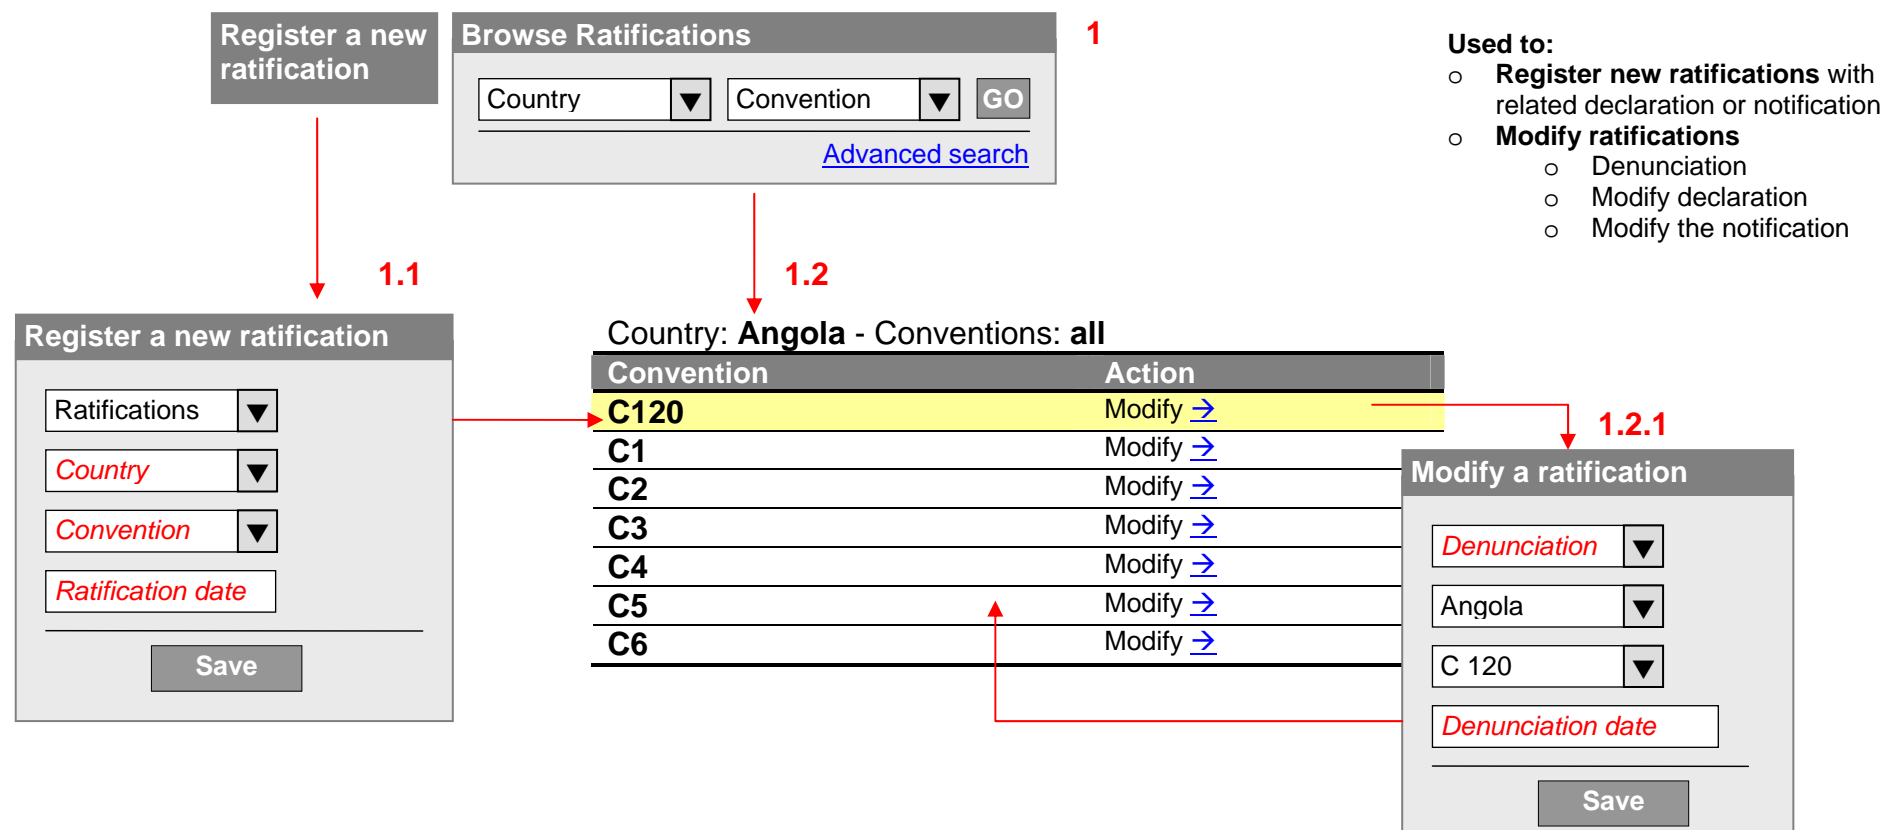 Register a new
ratification
Browse Ratifications
1
Country
Convention
GO
Advanced search
Used to:
o Register new ratifications with
related declaration or notification
o Modify ratifications
o Denunciation
o Modify declaration
o Modify the notification
1.1
1.2
Register a new ratification
Ratifications
Country
Convention
Ratification date
Save
Country: Angola - Conventions: all
Convention Action
C120 Modify →
C1 Modify →
C2 Modify →
C3 Modify →
C4 Modify →
C5 Modify →
C6 Modify →
1.2.1
Modify a ratification
Denunciation
Angola
C 120
Denunciation date
Save